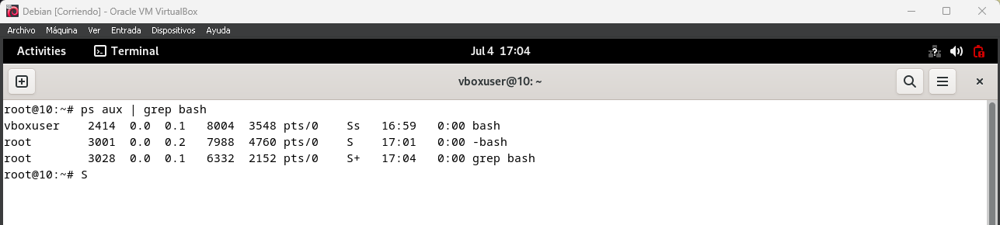 Debian [Corriendo] - Oracle VM VirtualBox
Archivo Máquina Ver Entrada Dispositivos Ayuda
Activities Terminal Jul 4 17:04
vboxuser@10: ~
root@10:~# ps aux | grep bash
vboxuser    2414  0.0  0.1   8004  3548 pts/0    Ss   16:59   0:00 bash
root        3001  0.0  0.2   7988  4760 pts/0    S    17:01   0:00 -bash
root        3028  0.0  0.1   6332  2152 pts/0    S+   17:04   0:00 grep bash
root@10:~# S